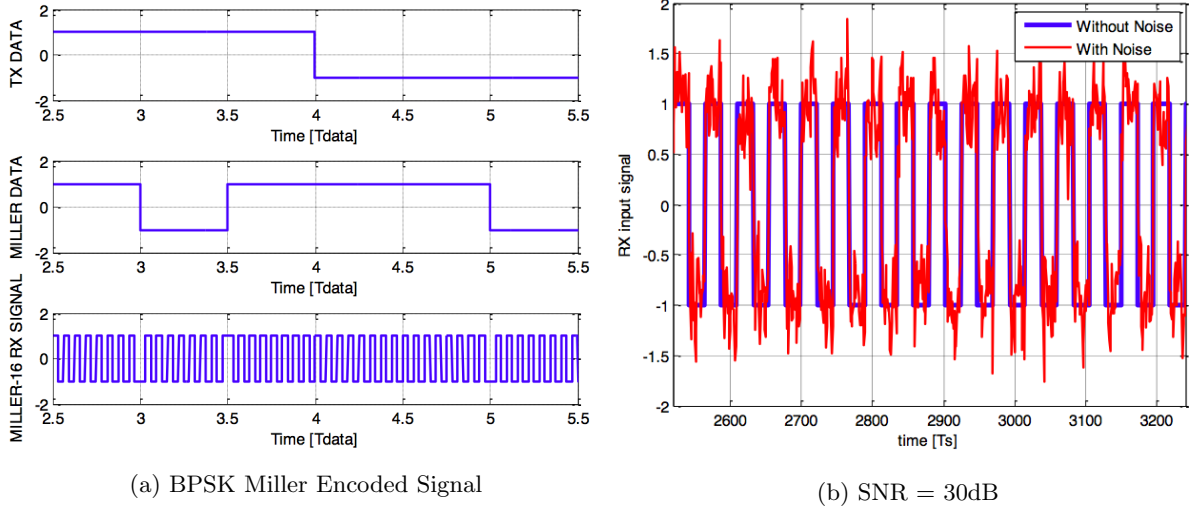 TX DATA
2
0
-2
2.5 3 3.5 4 4.5 5 5.5
Time [Tdata]
MILLER DATA
2
0
-2
2.5 3 3.5 4 4.5 5 5.5
Time [Tdata]
MILLER-16 RX SIGNAL
2
0
-2
2.5 3 3.5 4 4.5 5 5.5
Time [Tdata]
(a) BPSK Miller Encoded Signal
RX input signal
2
1.5
1
0.5
0
-0.5
-1
-1.5
-2
Without Noise
With Noise
2600 2700 2800 2900 3000 3100 3200
time [Ts]
(b) SNR = 30dB